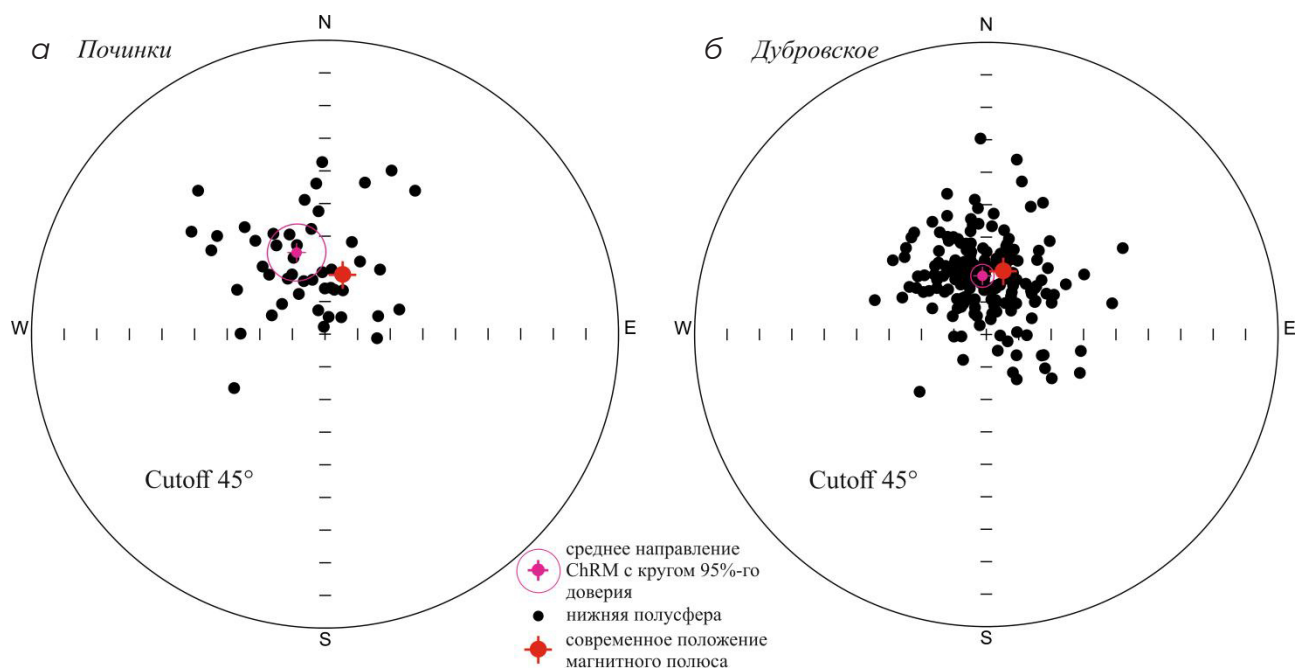 а Починки
N
W
E
S
Cutoff 45°
б Дубровское
N
W
E
S
Cutoff 45°
среднее направление
ChRM с кругом 95%-го
доверия
нижняя полусфера
современное положение
магнитного полюса